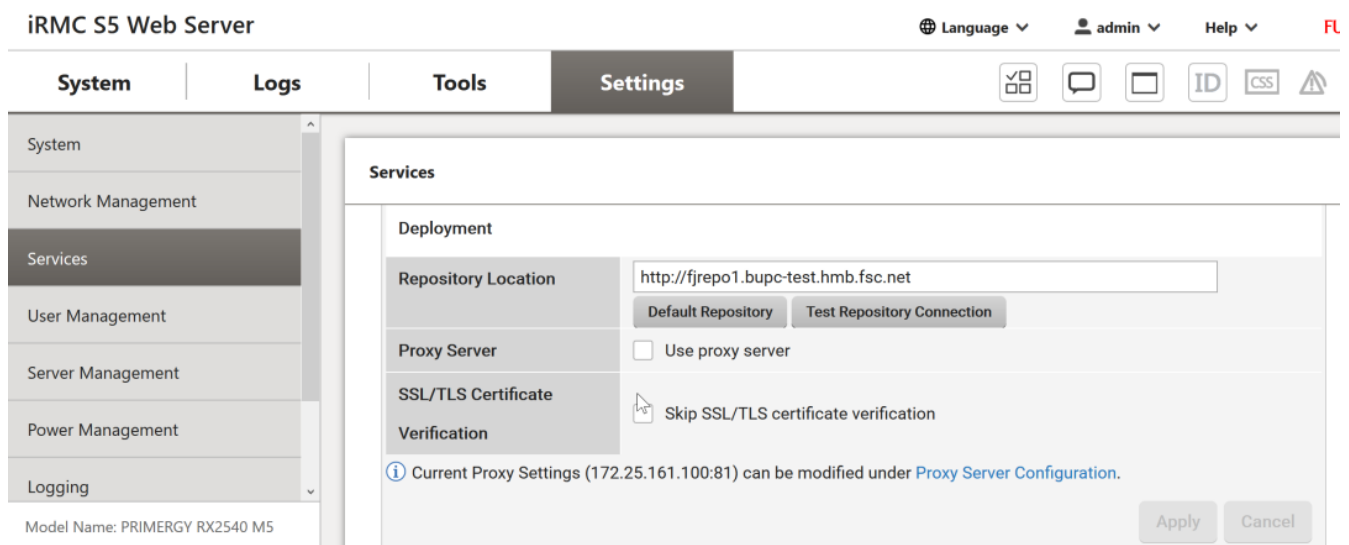 iRMC S5 Web Server
Language
admin
Help
FU
System
Logs
Tools
Settings
ID
CSS
System
Network Management
Services
User Management
Server Management
Power Management
Logging
Model Name: PRIMERGY RX2540 M5
Services
Deployment
Repository Location
http://fjrepo1.bupc-test.hmb.fsc.net
Default Repository
Test Repository Connection
Proxy Server
Use proxy server
SSL/TLS Certificate
Verification
Skip SSL/TLS certificate verification
Current Proxy Settings (172.25.161.100:81) can be modified under Proxy Server Configuration.
Apply
Cancel